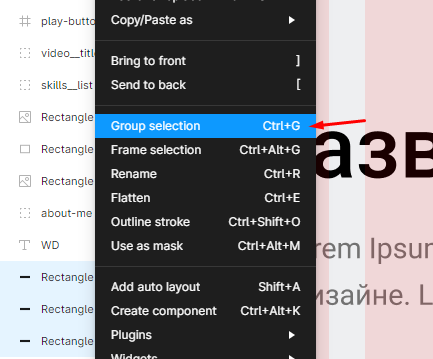 Copy/Paste as
Bring to front ]
Send to back [
Group selection Ctrl+G
Frame selection Ctrl+Alt+G
Rename Ctrl+R
Flatten Ctrl+E
Outline stroke Ctrl+Shift+O
Use as mask Ctrl+Alt+M
Add auto layout Shift+A
Create component Ctrl+Alt+K
Plugins
Widgets
play-butto
video__title
skills__list
Rectangle
Rectangle
Rectangle
about-me
WD
Rectangle
Rectangle
Rectangle
азв
rem Ipsu
изайне. L